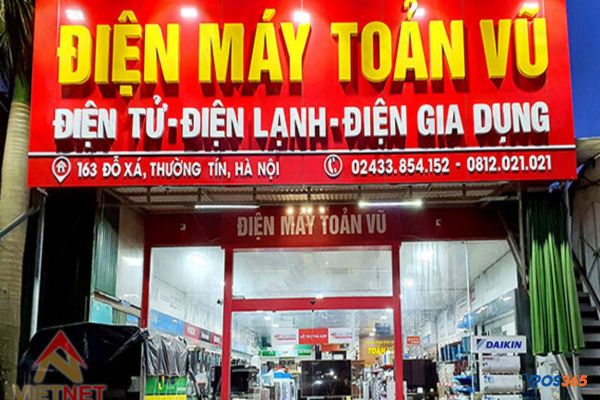 ĐIỆN MÁY TOẢN VŨ
ĐIỆN TỬ-ĐIỆN LẠNH-ĐIỆN GIA DỤNG
163 ĐỖ XÁ, THƯỜNG TÍN, HÀ NỘI
02433.854.152 - 0812.021.021
ĐIỆN MÁY TOẢN VŨ
DAIKIN
VIETNET
POS365